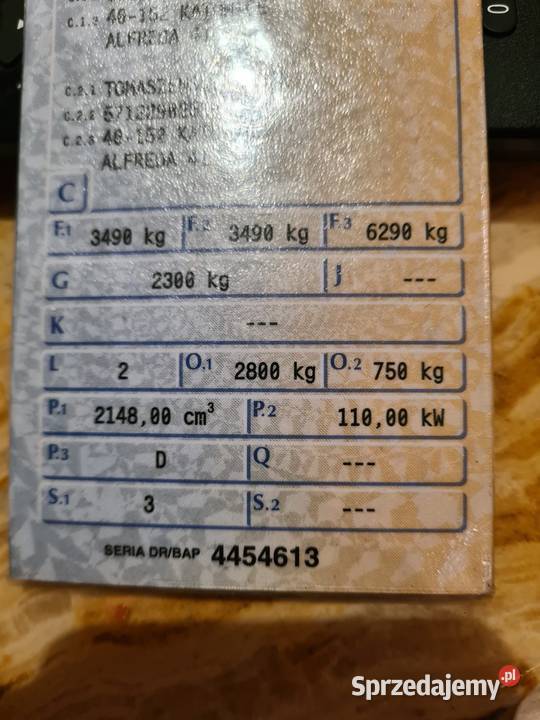 C.1.3 40-152
ALFREDA
C.2.1
C.2.2
C.2.3
ALFREDA
C
F.1 3490 kg F.2 3490 kg F.3 6290 kg
G 2300 kg J ---
K ---
L 2 O.1 2800 kg O.2 750 kg
P.1 2148,00 cm³ P.2 110,00 kW
P.3 D Q ---
S.1 3 S.2 ---
SERIA DR/BAP 4454613
Sprzedajemy.pl
0